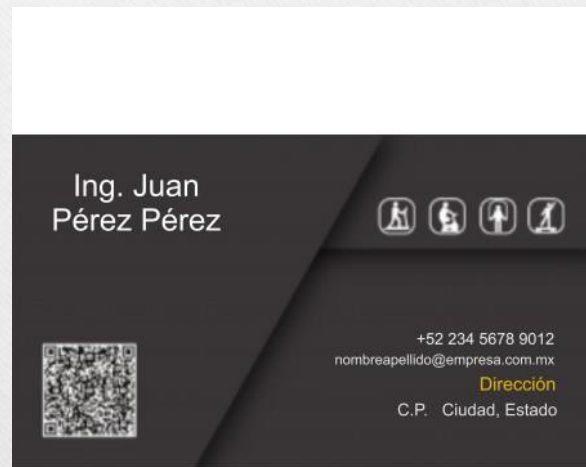 Ing. Juan
Pérez Pérez
+52 234 5678 9012
nombreapellido@empresa.com.mx
Dirección
C.P. Ciudad, Estado